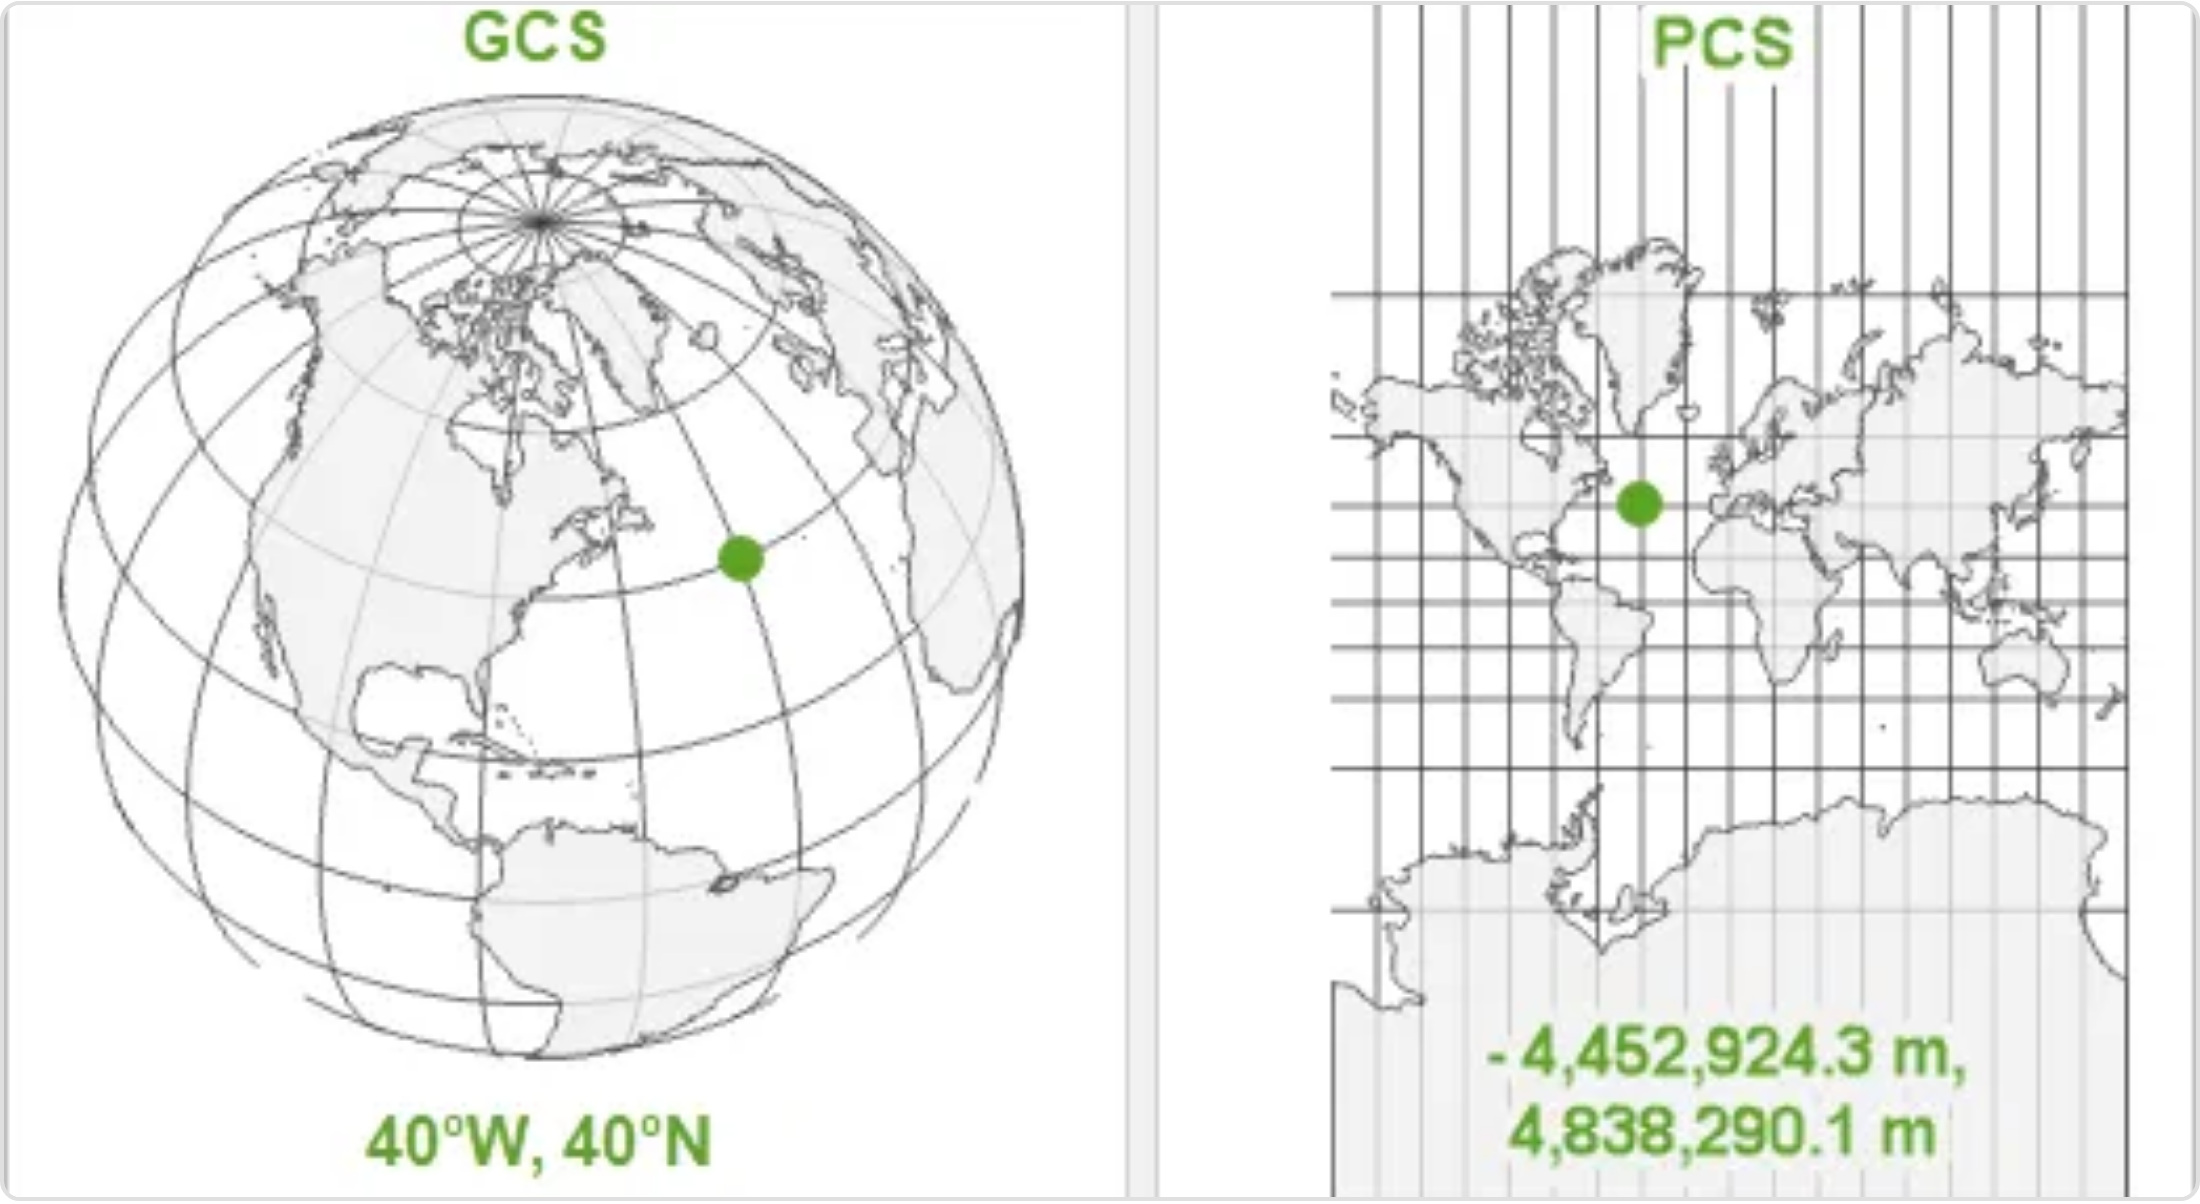 GCS
40°W, 40°N
PCS
- 4,452,924.3 m,
4,838,290.1 m